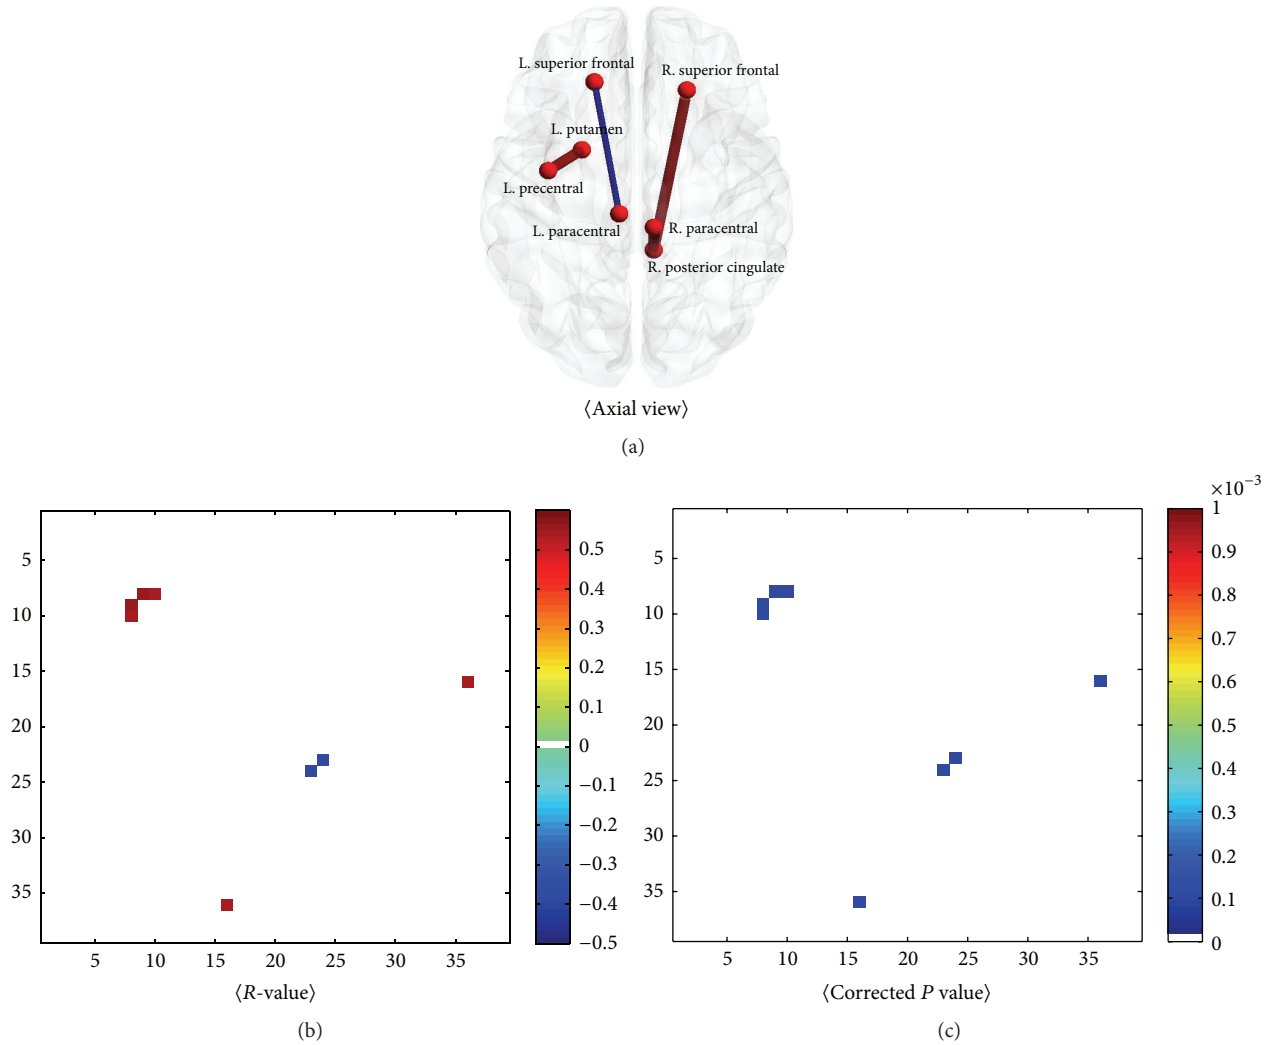 L. superior frontal
R. superior frontal
L. putamen
L. precentral
L. paracentral
R. paracentral
R. posterior cingulate
⟨Axial view⟩
(a)
5
10
15
20
25
30
35
5 10 15 20 25 30 35
0.5
0.4
0.3
0.2
0.1
0
−0.1
−0.2
−0.3
−0.4
−0.5
⟨R-value⟩
(b)
5
10
15
20
25
30
35
5 10 15 20 25 30 35
×10⁻³
1
0.9
0.8
0.7
0.6
0.5
0.4
0.3
0.2
0.1
0
⟨Corrected P value⟩
(c)